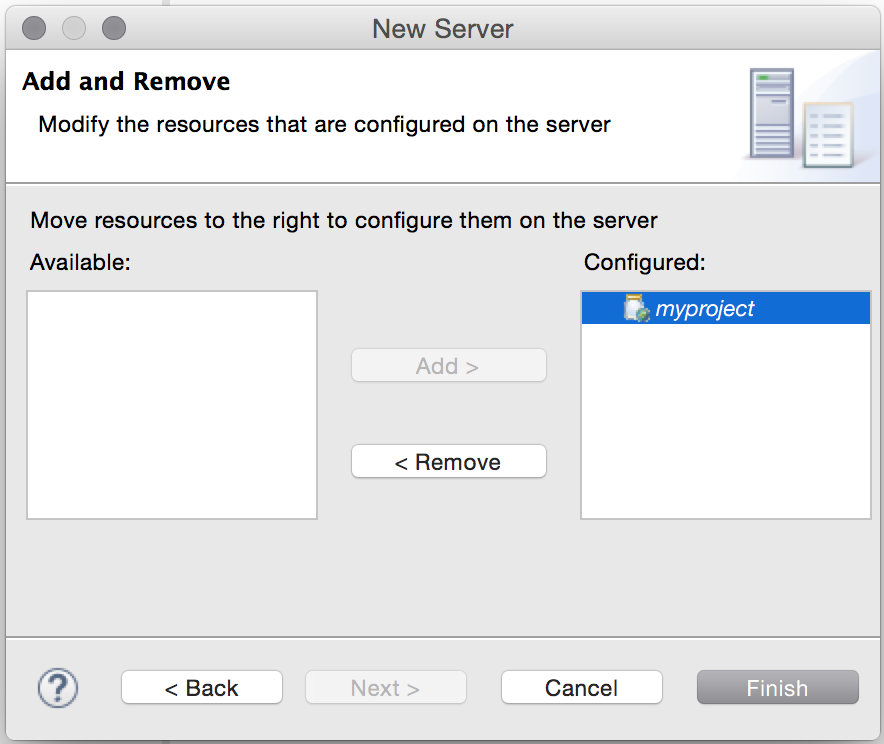 New Server
Add and Remove
Modify the resources that are configured on the server
Move resources to the right to configure them on the server
Available:
Configured:
myproject
Add >
< Remove
?
< Back
Next >
Cancel
Finish